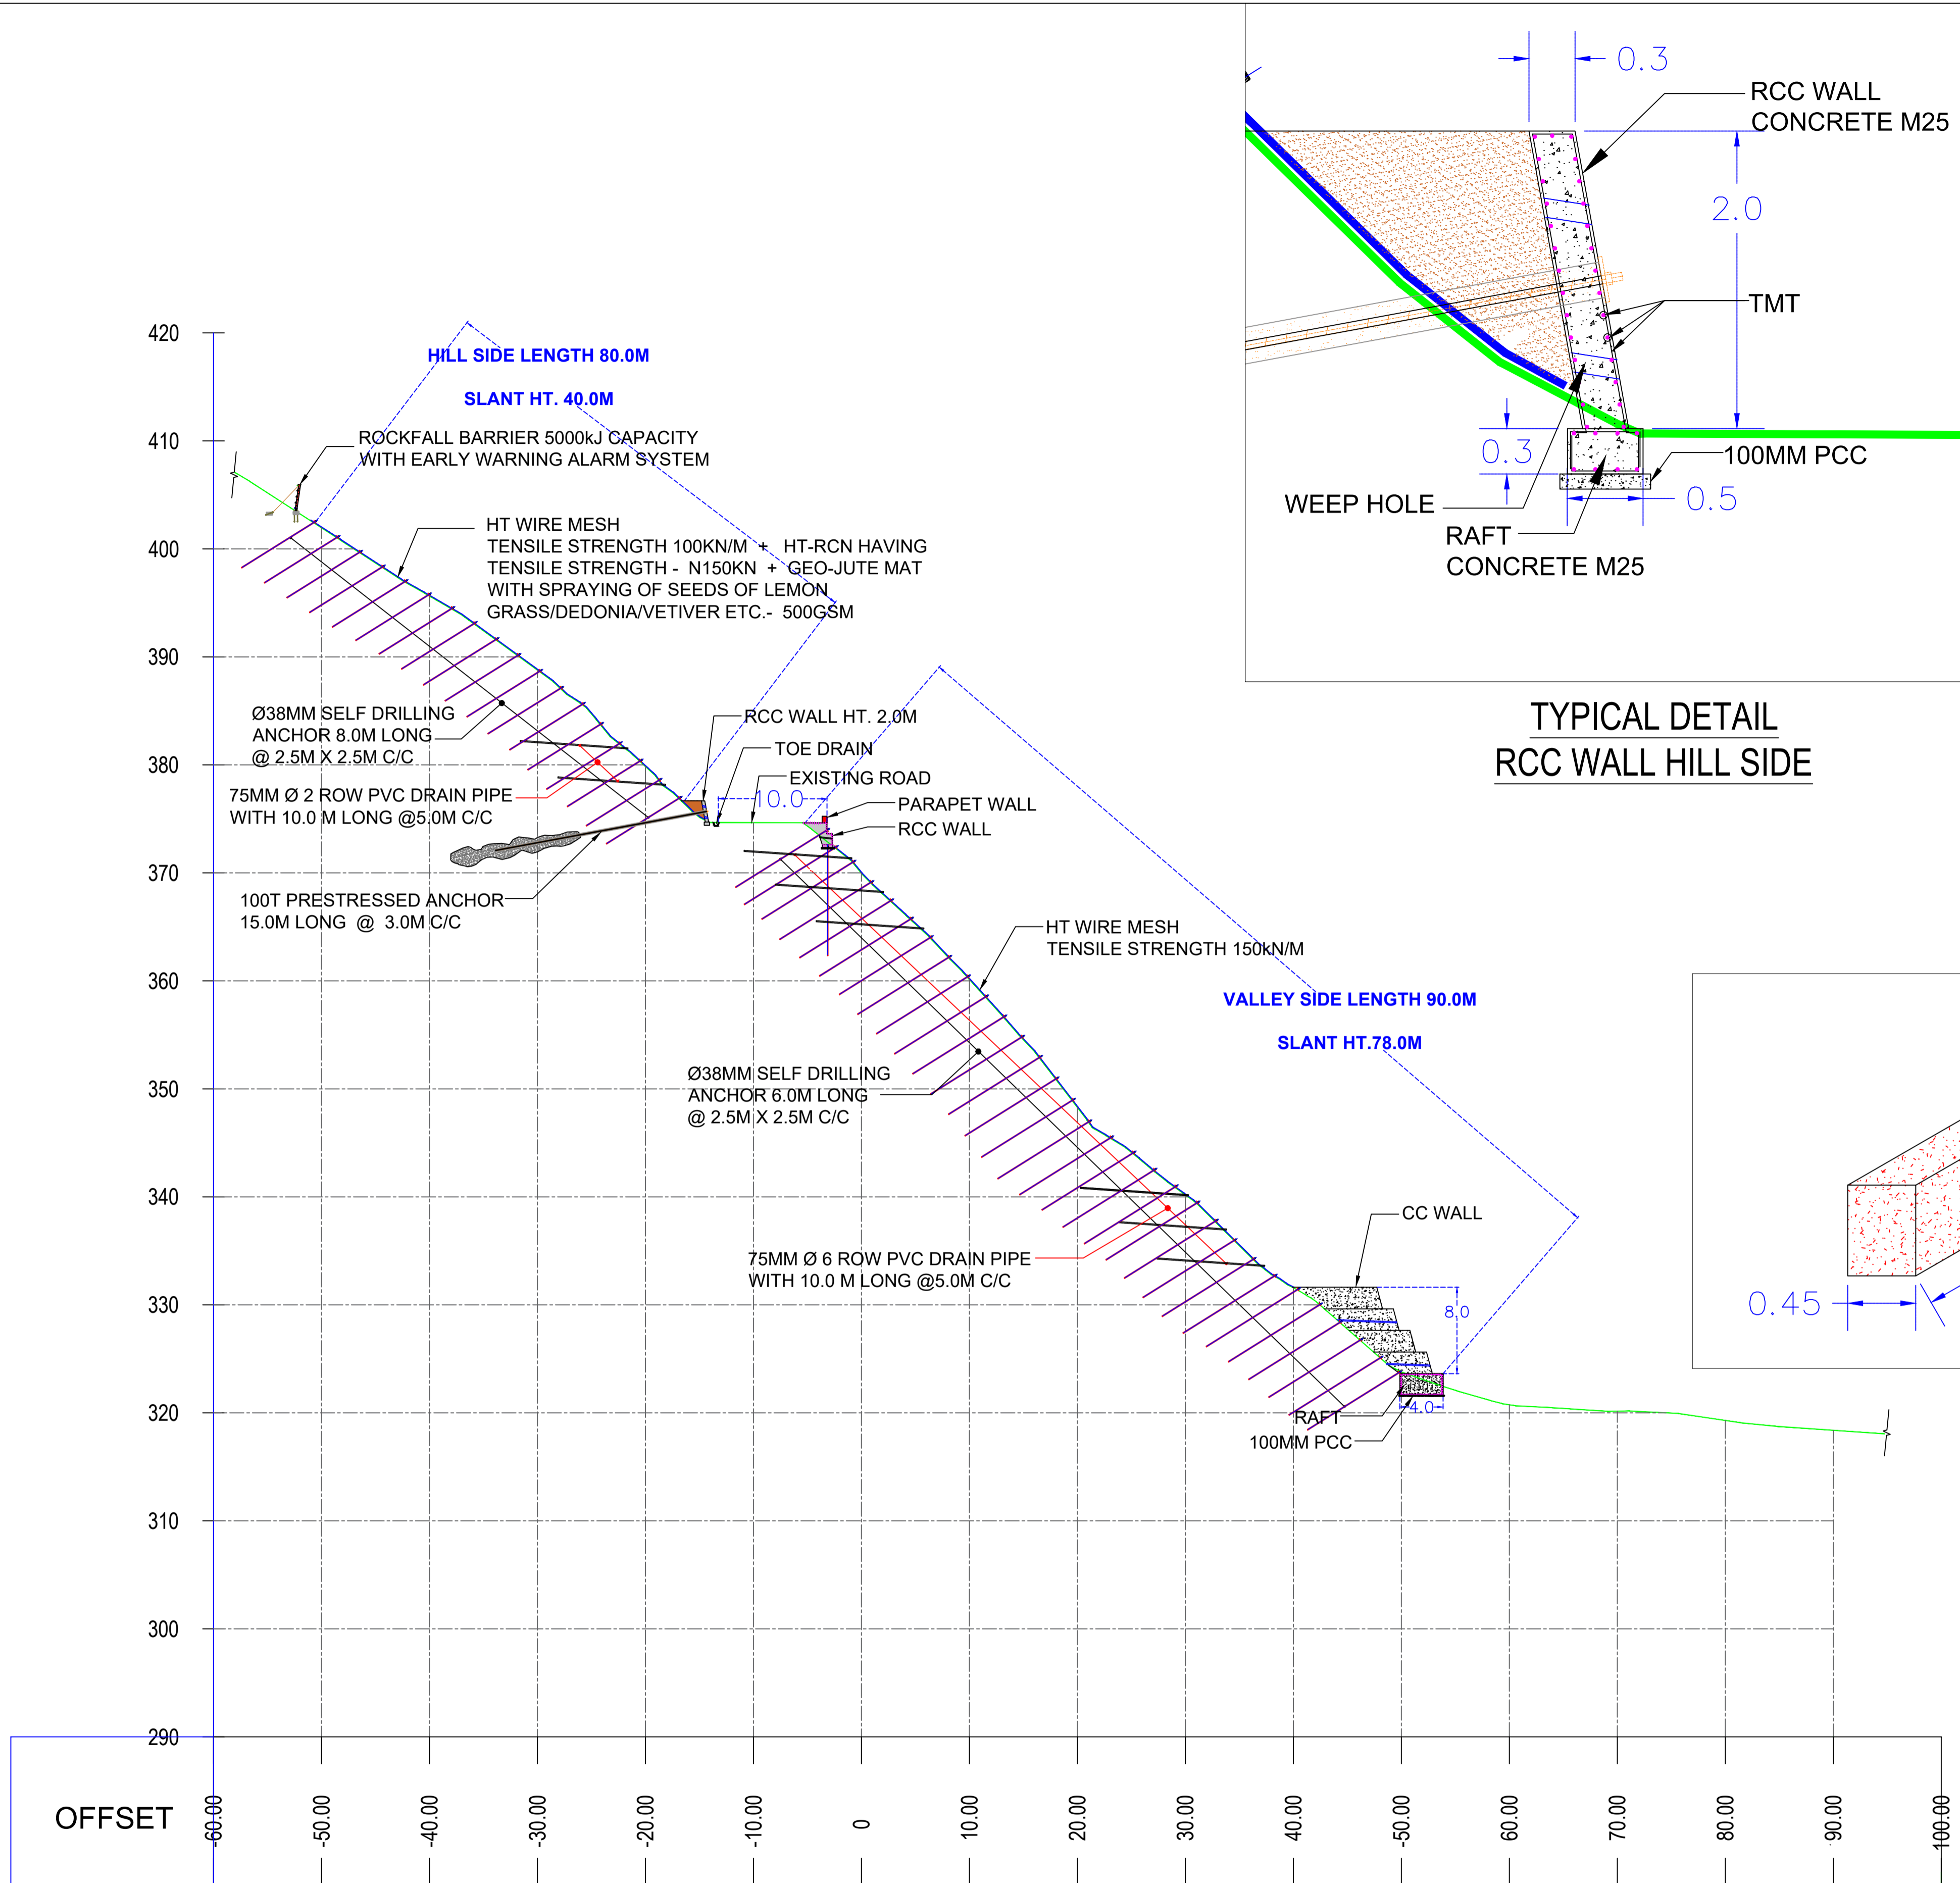 0.3
RCC WALL
CONCRETE M25
2.0
TMT
0.3
100MM PCC
WEEP HOLE
0.5
RAFT
CONCRETE M25
TYPICAL DETAIL
RCC WALL HILL SIDE
420
410
400
390
380
370
360
350
340
330
320
310
300
290
HILL SIDE LENGTH 80.0M
SLANT HT. 40.0M
ROCKFALL BARRIER 5000kJ CAPACITY
WITH EARLY WARNING ALARM SYSTEM
HT WIRE MESH
TENSILE STRENGTH 100KN/M + HT-RCN HAVING
TENSILE STRENGTH - N150KN + GEO-JUTE MAT
WITH SPRAYING OF SEEDS OF LEMON
GRASS/DEDONIA/VETIVER ETC.- 500GSM
Ø38MM SELF DRILLING
ANCHOR 8.0M LONG
@ 2.5M X 2.5M C/C
RCC WALL HT. 2.0M
TOE DRAIN
EXISTING ROAD
10.0
PARAPET WALL
RCC WALL
75MM Ø 2 ROW PVC DRAIN PIPE
WITH 10.0 M LONG @5.0M C/C
100T PRESTRESSED ANCHOR
15.0M LONG @ 3.0M C/C
HT WIRE MESH
TENSILE STRENGTH 150kN/M
VALLEY SIDE LENGTH 90.0M
SLANT HT.78.0M
Ø38MM SELF DRILLING
ANCHOR 6.0M LONG
@ 2.5M X 2.5M C/C
CC WALL
75MM Ø 6 ROW PVC DRAIN PIPE
WITH 10.0 M LONG @5.0M C/C
8.0
4.0
RAFT
100MM PCC
0.45
OFFSET
-60.00
-50.00
-40.00
-30.00
-20.00
-10.00
0
10.00
20.00
30.00
40.00
50.00
60.00
70.00
80.00
90.00
100.00